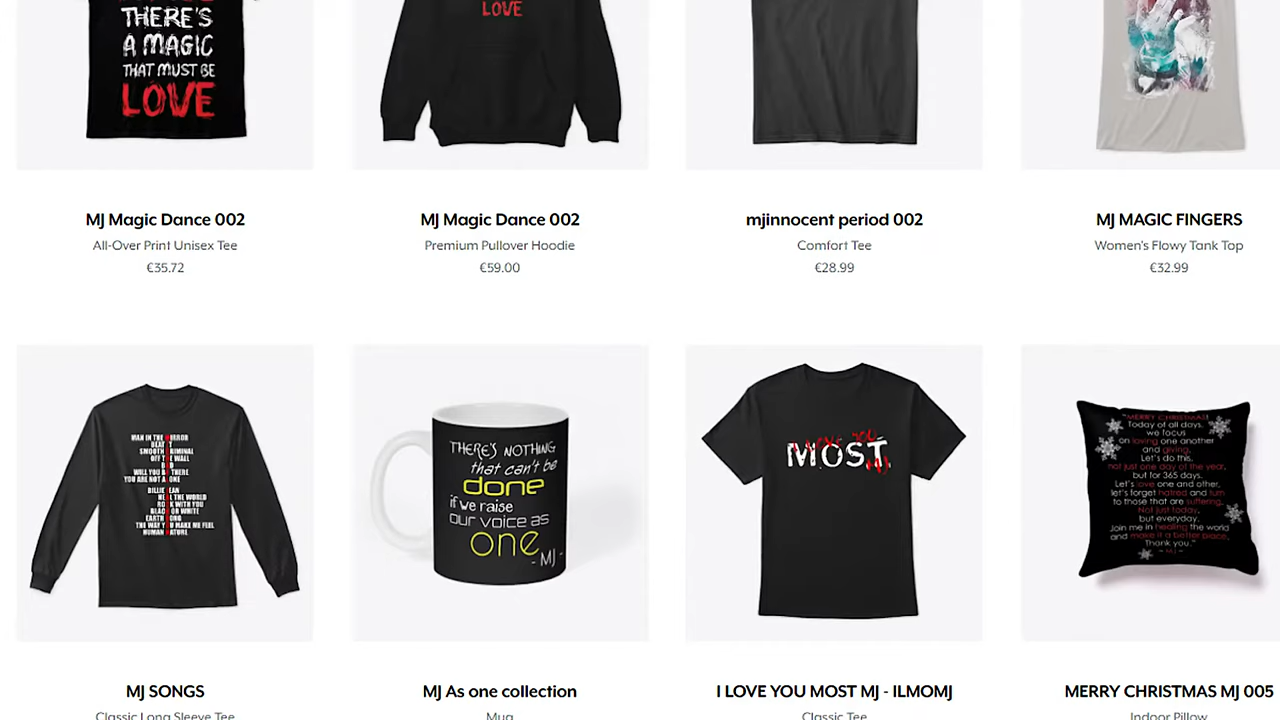 THERE'S
A MAGIC
THAT MUST BE
LOVE
LOVE
MJ Magic Dance 002
All-Over Print Unisex Tee
€35.72
MJ Magic Dance 002
Premium Pullover Hoodie
€59.00
mjinnocent period 002
Comfort Tee
€28.99
MJ MAGIC FINGERS
Women's Flowy Tank Top
€32.99
MAN IN THE MIRROR
BEAT IT
SMOOTH CRIMINAL
OFF THE WALL
BAD
WILL YOU BE THERE
YOU ARE NOT ALONE
BILLIE JEAN
HEAL THE WORLD
ROCK WITH YOU
BLACK OR WHITE
EARTH SONG
THE WAY YOU MAKE ME FEEL
HUMAN NATURE
THERE'S NOTHING
that can't be
done
if we raise
our voice as
one
- MJ -
MOST
"MERRY CHRISTMAS!
Today of all days,
we focus
on loving one another
and giving.
Let's do this,
not just one day of the year,
but for 365 days.
Let's love one and other,
let's forget hatred and turn
to those that are suffering.
Not just today,
but everyday.
Join me in healing the world
and make it a better place.
Thank you."
- MJ -
MJ SONGS
Classic Long Sleeve Tee
MJ As one collection
Mug
I LOVE YOU MOST MJ - ILMOMJ
Classic Tee
MERRY CHRISTMAS MJ 005
Indoor Pillow